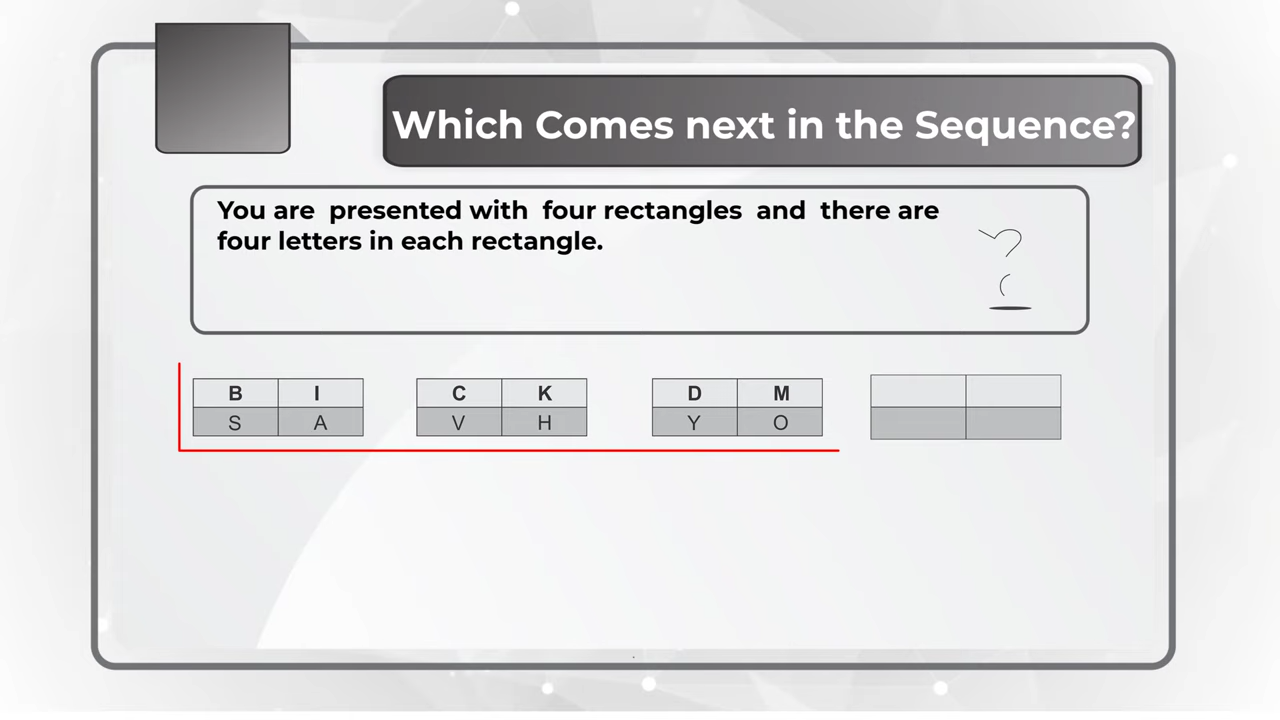 Which Comes next in the Sequence?
You are presented with four rectangles and there are
four letters in each rectangle.
B I C K D M
S A V H Y O